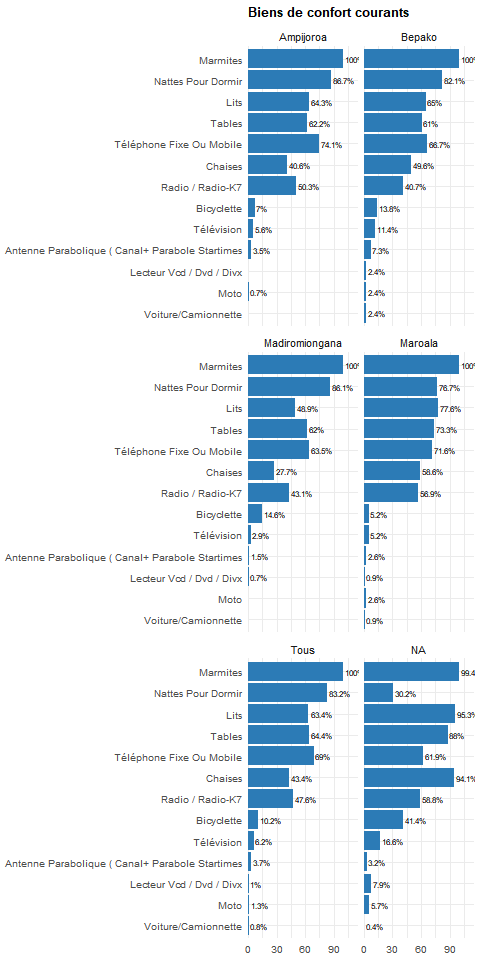 Biens de confort courants
Ampijoroa Bepako
Marmites 100% 100%
Nattes Pour Dormir 86.7% 82.1%
Lits 64.3% 65%
Tables 62.2% 61%
Téléphone Fixe Ou Mobile 74.1% 66.7%
Chaises 40.6% 49.6%
Radio / Radio-K7 50.3% 40.7%
Bicyclette 7% 13.8%
Télévision 5.6% 11.4%
Antenne Parabolique ( Canal+ Parabole Startimes 3.5% 7.3%
Lecteur Vcd / Dvd / Divx 2.4%
Moto 0.7% 2.4%
Voiture/Camionnette 2.4%
Madiromiongana Maroala
Marmites 100% 100%
Nattes Pour Dormir 86.1% 76.7%
Lits 48.9% 77.6%
Tables 62% 73.3%
Téléphone Fixe Ou Mobile 63.5% 71.6%
Chaises 27.7% 58.6%
Radio / Radio-K7 43.1% 56.9%
Bicyclette 14.6% 5.2%
Télévision 2.9% 5.2%
Antenne Parabolique ( Canal+ Parabole Startimes 1.5% 2.6%
Lecteur Vcd / Dvd / Divx 0.7% 0.9%
Moto 2.6%
Voiture/Camionnette 0.9%
Tous NA
Marmites 100% 99.4
Nattes Pour Dormir 83.2% 30.2%
Lits 63.4% 95.3%
Tables 64.4% 88%
Téléphone Fixe Ou Mobile 69% 61.9%
Chaises 43.4% 94.1%
Radio / Radio-K7 47.6% 58.8%
Bicyclette 10.2% 41.4%
Télévision 6.2% 16.6%
Antenne Parabolique ( Canal+ Parabole Startimes 3.7% 3.2%
Lecteur Vcd / Dvd / Divx 1% 7.9%
Moto 1.3% 5.7%
Voiture/Camionnette 0.8% 0.4%
0 30 60 90 0 30 60 90